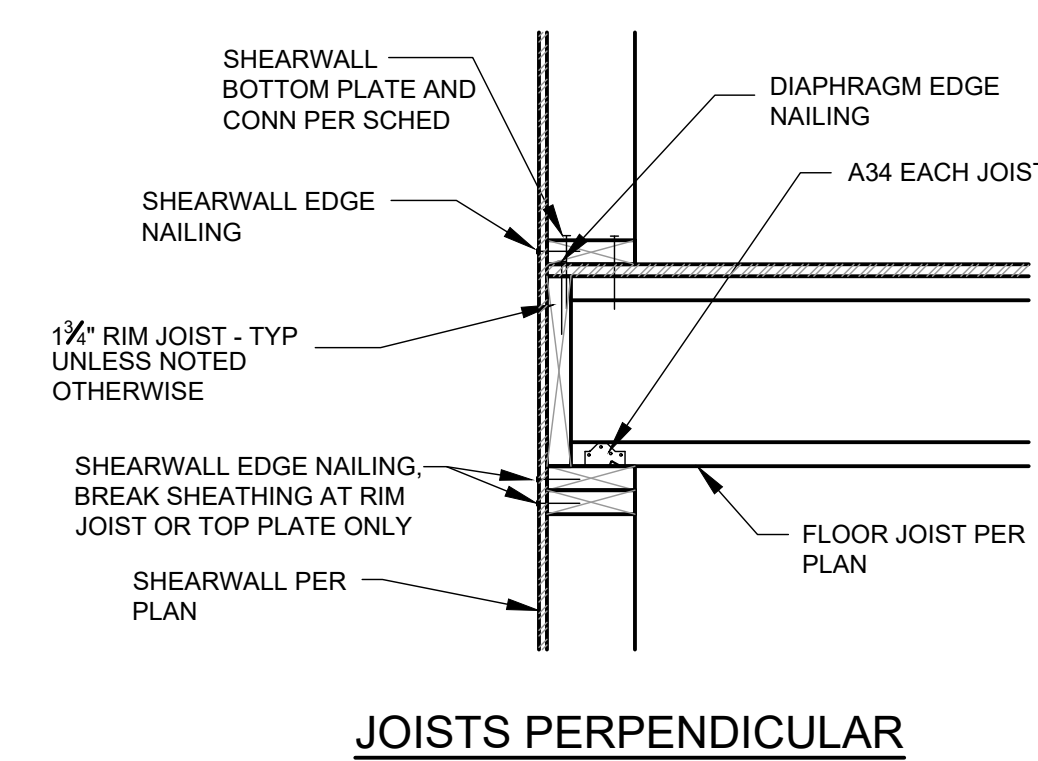 SHEARWALL
BOTTOM PLATE AND
CONN PER SCHED
DIAPHRAGM EDGE
NAILING
A34 EACH JOIST
SHEARWALL EDGE
NAILING
1¾" RIM JOIST - TYP
UNLESS NOTED
OTHERWISE
SHEARWALL EDGE NAILING,
BREAK SHEATHING AT RIM
JOIST OR TOP PLATE ONLY
FLOOR JOIST PER
PLAN
SHEARWALL PER
PLAN
JOISTS PERPENDICULAR